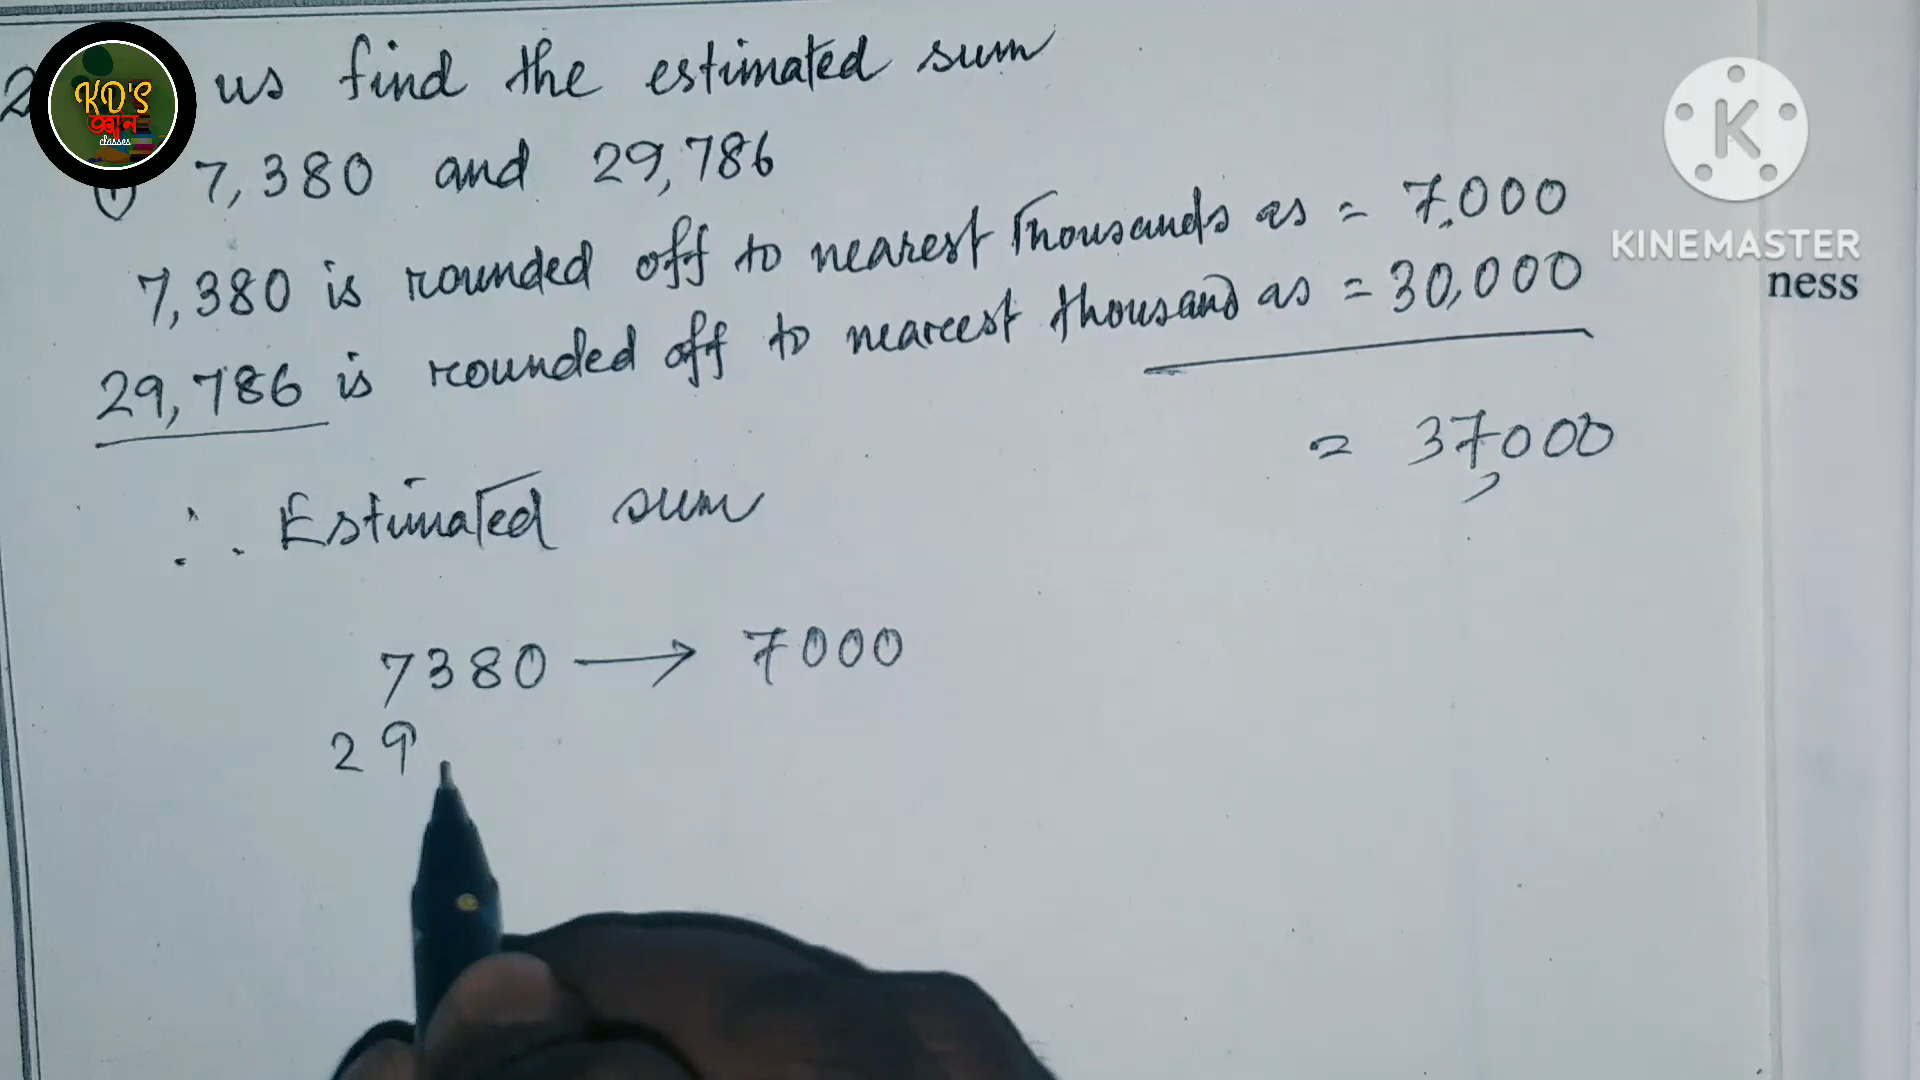 2 us find the estimated sum
KD'S
জ্ঞান
classes
7,380 and 29,786
7,380 is rounded off to nearest Thousands as = 7,000
29,786 is rounded off to nearest thousand as = 30,000
= 37,000
∴ Estimated sum
7380 → 7000
29
KINEMASTER
ness